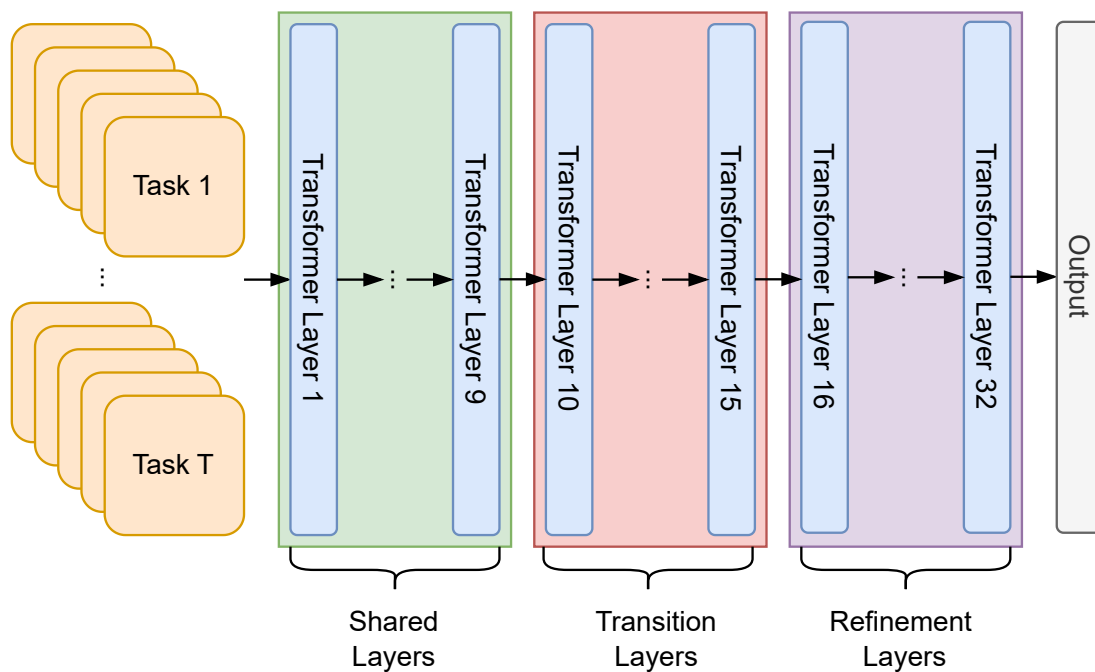 Task 1
...
Task T
Transformer Layer 1
...
Transformer Layer 9
Transformer Layer 10
...
Transformer Layer 15
Transformer Layer 16
...
Transformer Layer 32
Output
Shared
Layers
Transition
Layers
Refinement
Layers